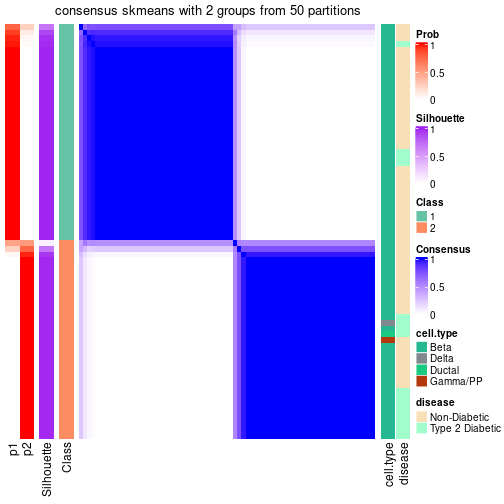 consensus skmeans with 2 groups from 50 partitions
Prob
1
0.5
0
Silhouette
1
0.5
0
Class
1
2
Consensus
1
0.5
0
cell.type
Beta
Delta
Ductal
Gamma/PP
disease
Non-Diabetic
Type 2 Diabetic
p1
p2
Silhouette
Class
cell.type
disease